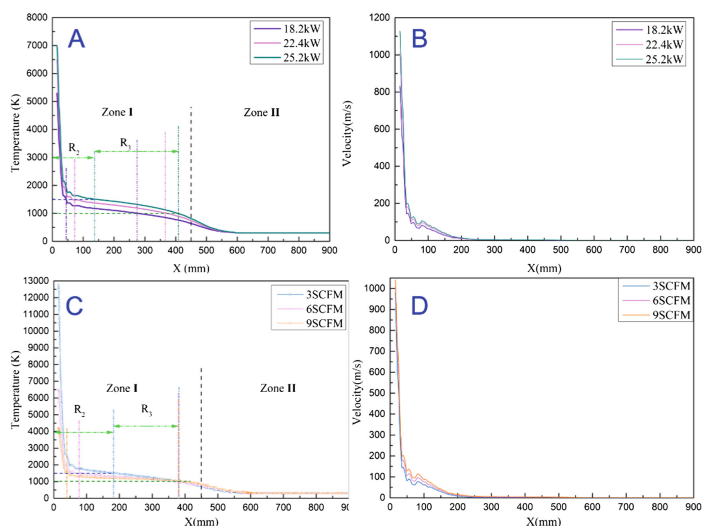 A
18.2kW
22.4kW
25.2kW
Zone I
Zone II
R2
R3
Temperature (K)
8000
7000
6000
5000
4000
3000
2000
1000
0
0 100 200 300 400 500 600 700 800 900
X (mm)
B
18.2kW
22.4kW
25.2kW
Velocity(m/s)
1200
1000
800
600
400
200
0
0 100 200 300 400 500 600 700 800 900
X(mm)
C
3SCFM
6SCFM
9SCFM
Zone I
Zone II
R2
R3
Temperature (K)
13000
12000
11000
10000
9000
8000
7000
6000
5000
4000
3000
2000
1000
0
0 100 200 300 400 500 600 700 800 900
X (mm)
D
3SCFM
6SCFM
9SCFM
Velocity(m/s)
1000
900
800
700
600
500
400
300
200
100
0
0 100 200 300 400 500 600 700 800 900
X(mm)